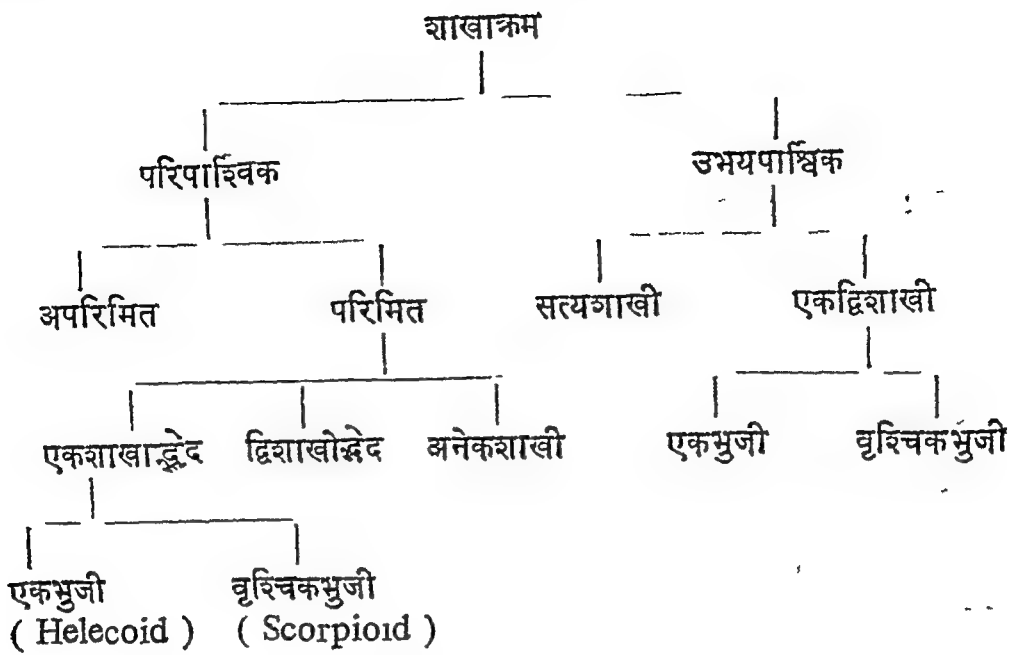 शाखाक्रम
परिपार्श्विक उभयपार्श्विक
अपरिमित परिमित सत्यशाखी एकद्विशाखी
एकशाखाद्भेद द्विशाखोद्भेद अनेकशाखी एकभुजी वृश्चिकभुजी
एकभुजी वृश्चिकभुजी
( Helecoid ) ( Scorpioid )